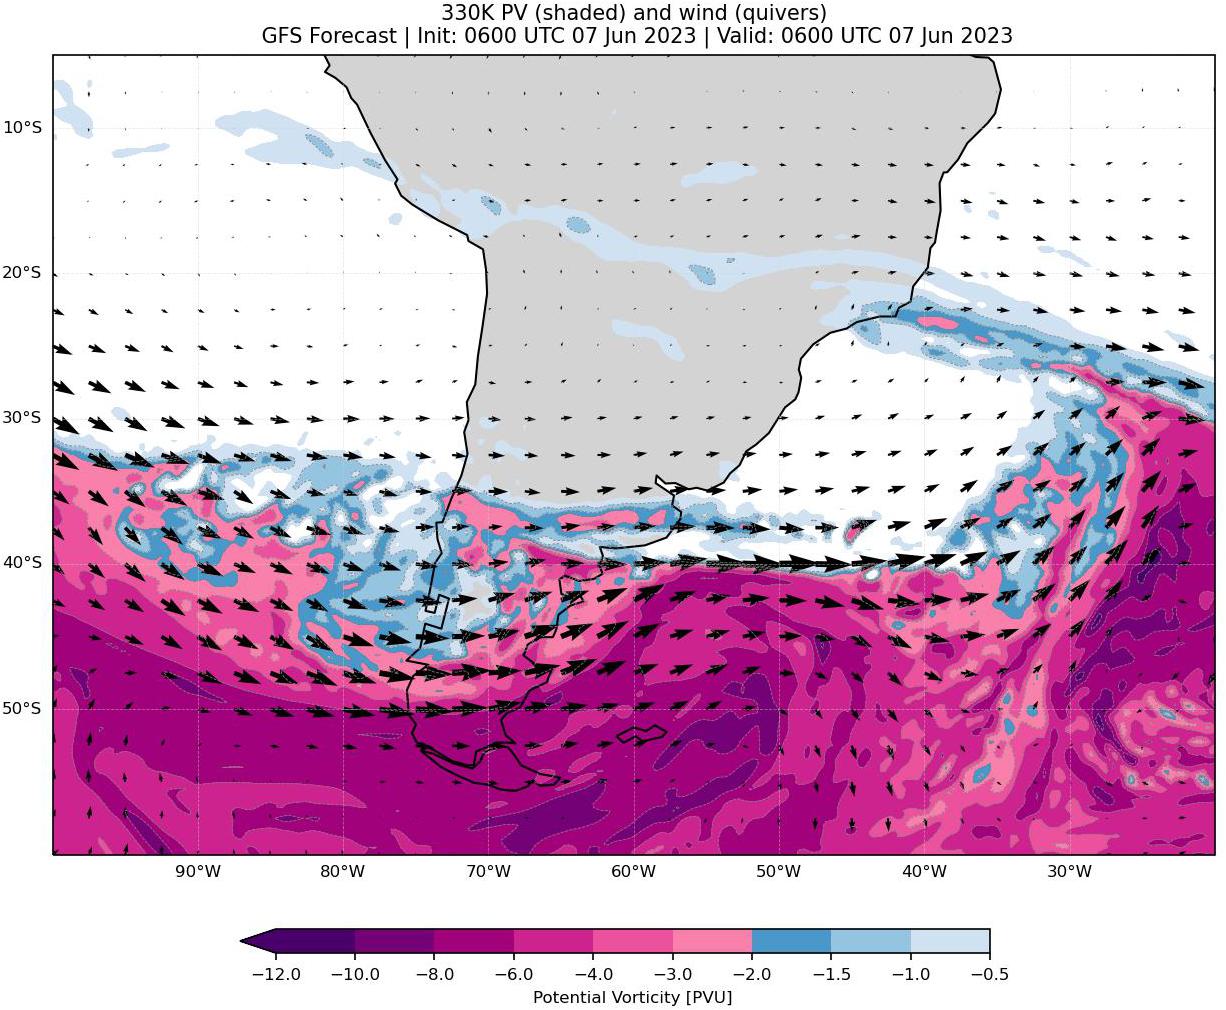 330K PV (shaded) and wind (quivers)
GFS Forecast | Init: 0600 UTC 07 Jun 2023 | Valid: 0600 UTC 07 Jun 2023
10°S
20°S
30°S
40°S
50°S
90°W 80°W 70°W 60°W 50°W 40°W 30°W
−12.0 −10.0 −8.0 −6.0 −4.0 −3.0 −2.0 −1.5 −1.0 −0.5
Potential Vorticity [PVU]